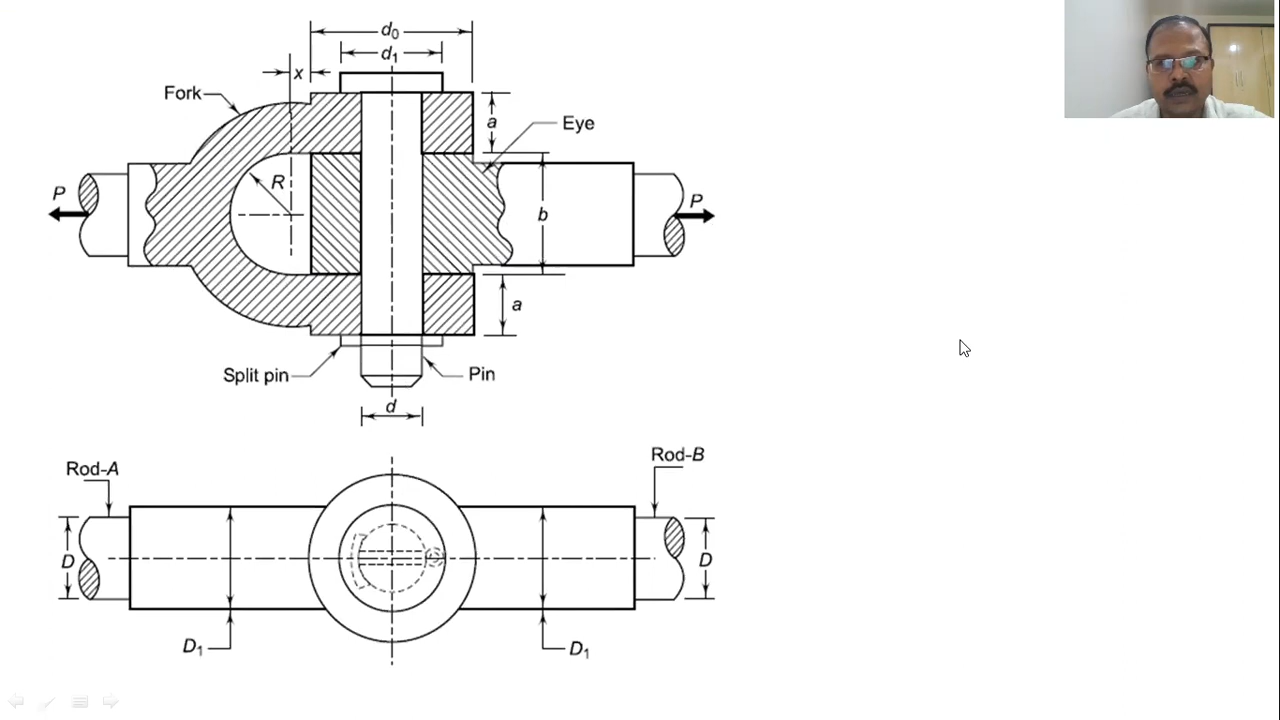 d₀
d₁
x
Fork
a
Eye
P
R
b
P
a
Split pin
Pin
d
Rod-A
Rod-B
D
D
D₁
D₁